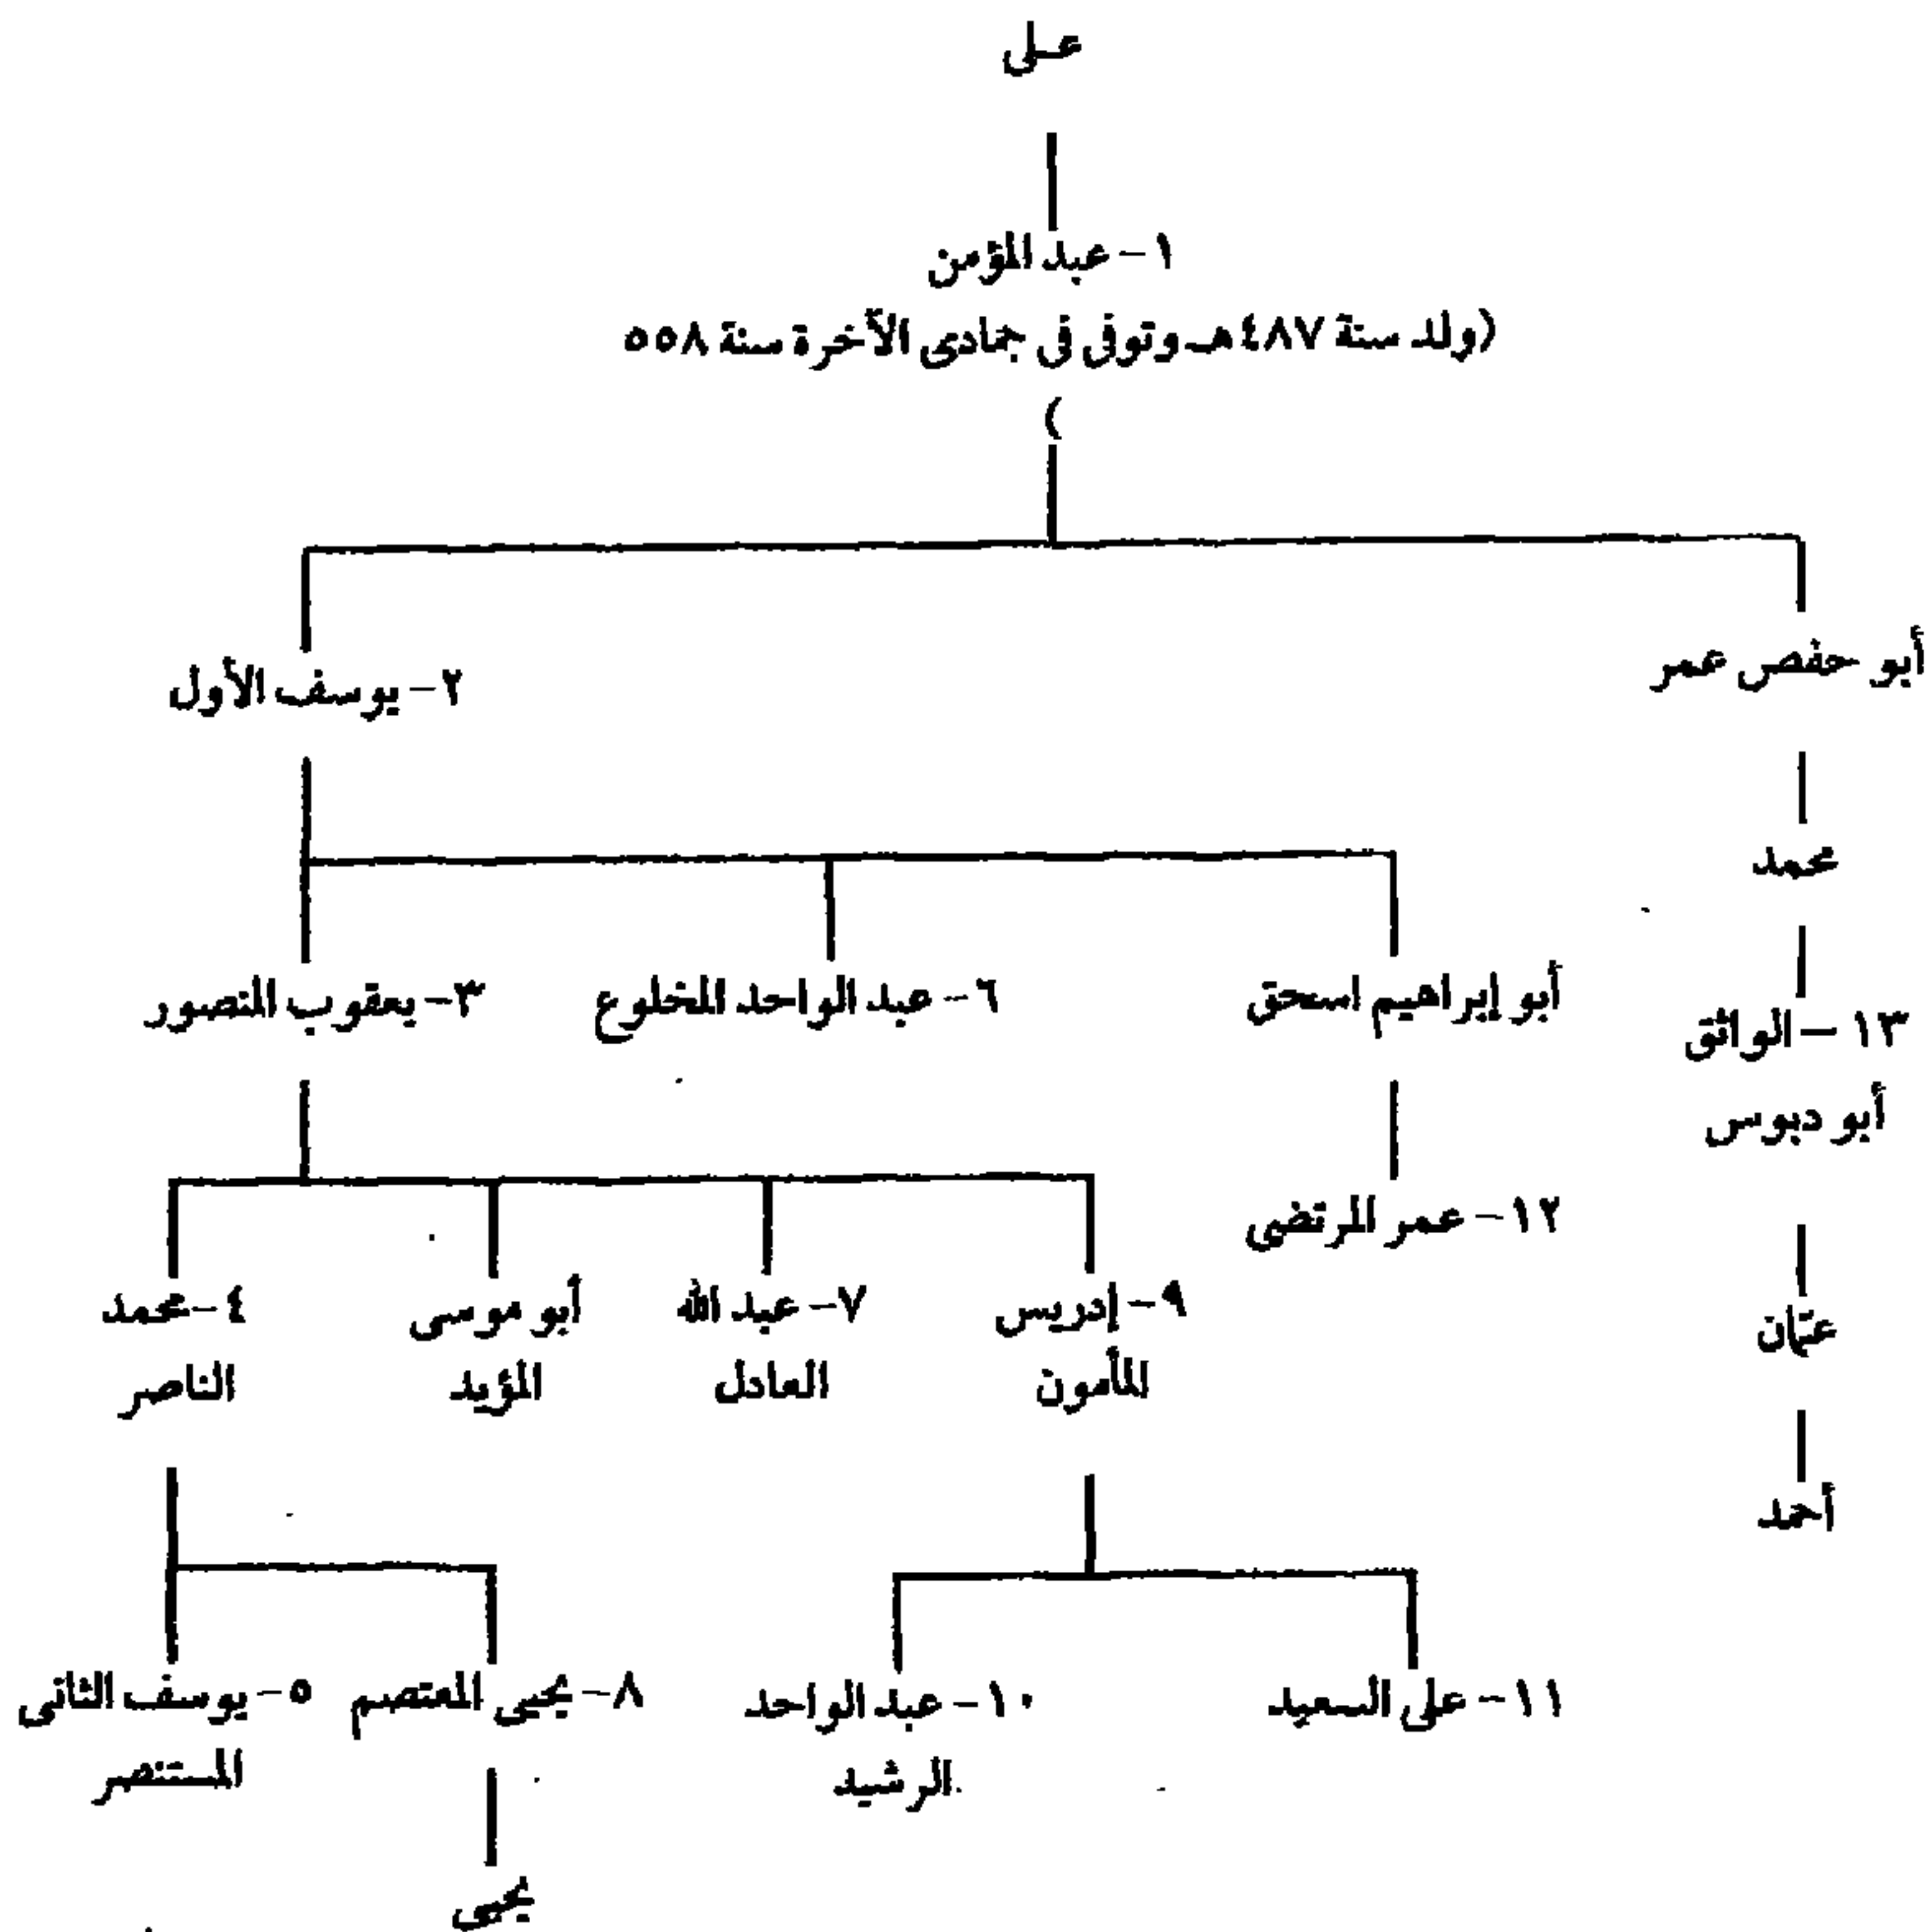 على
١ – عبد المؤمن
(ولد سنة ٤٨٧ هـ وتوفى فى جمادى الآخرة سنة ٥٥٨
)
أبو حفص عمر
٢ – يوسف الأول
محمد
أبو إبراهيم اسحق
٦ – عبد الواحد المخلوع
٣ – يعقوب المنصور
١٣ – الواثق
أبو دبوس
١٢ – عمر المرتضى
٩ – إدريس
المأمون
٧ – عبد الله
العادل
أبو موسى
المؤيد
٤ – محمد
الناصر
عثمان
أحمد
١١ – على السعيد
١٠ – عبد الواحد
الرشيد
٨ – يحيى المعتصم
٥ – يوسف الثانى
المستنصر
يحيى